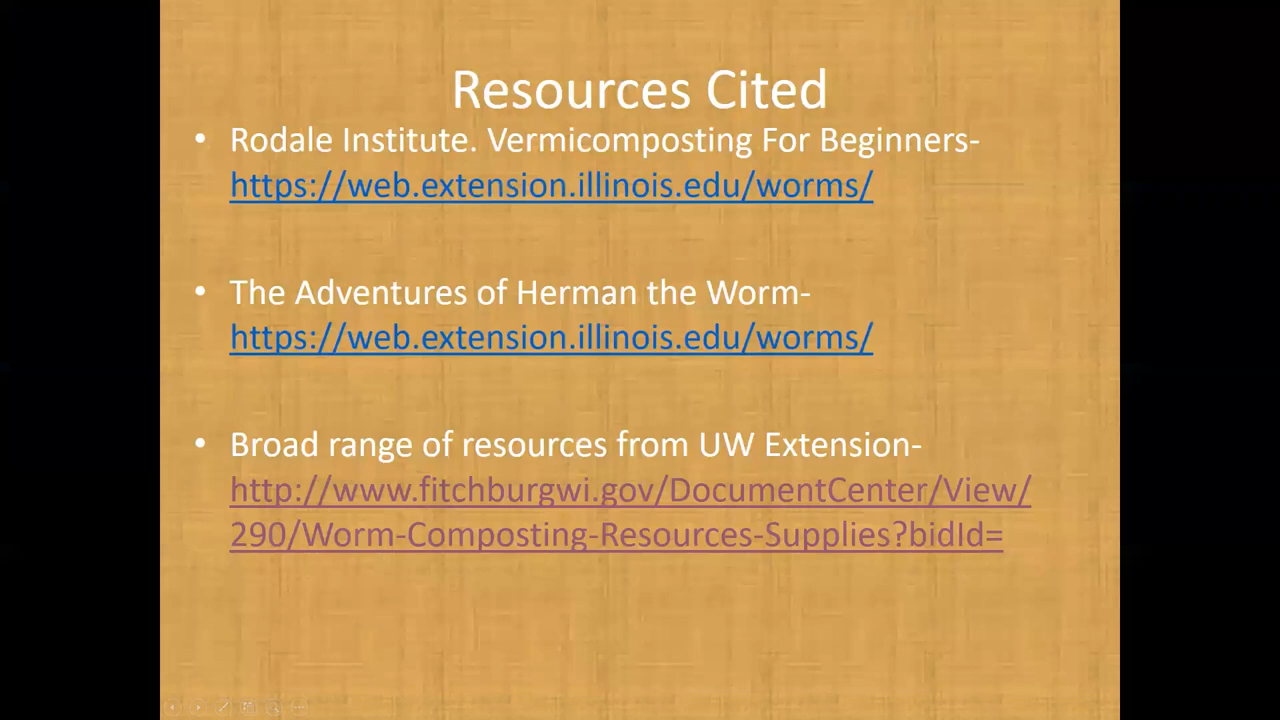 Resources Cited
• Rodale Institute. Vermicomposting For Beginners-
https://web.extension.illinois.edu/worms/
• The Adventures of Herman the Worm-
https://web.extension.illinois.edu/worms/
• Broad range of resources from UW Extension-
http://www.fitchburgwi.gov/DocumentCenter/View/
290/Worm-Composting-Resources-Supplies?bidId=